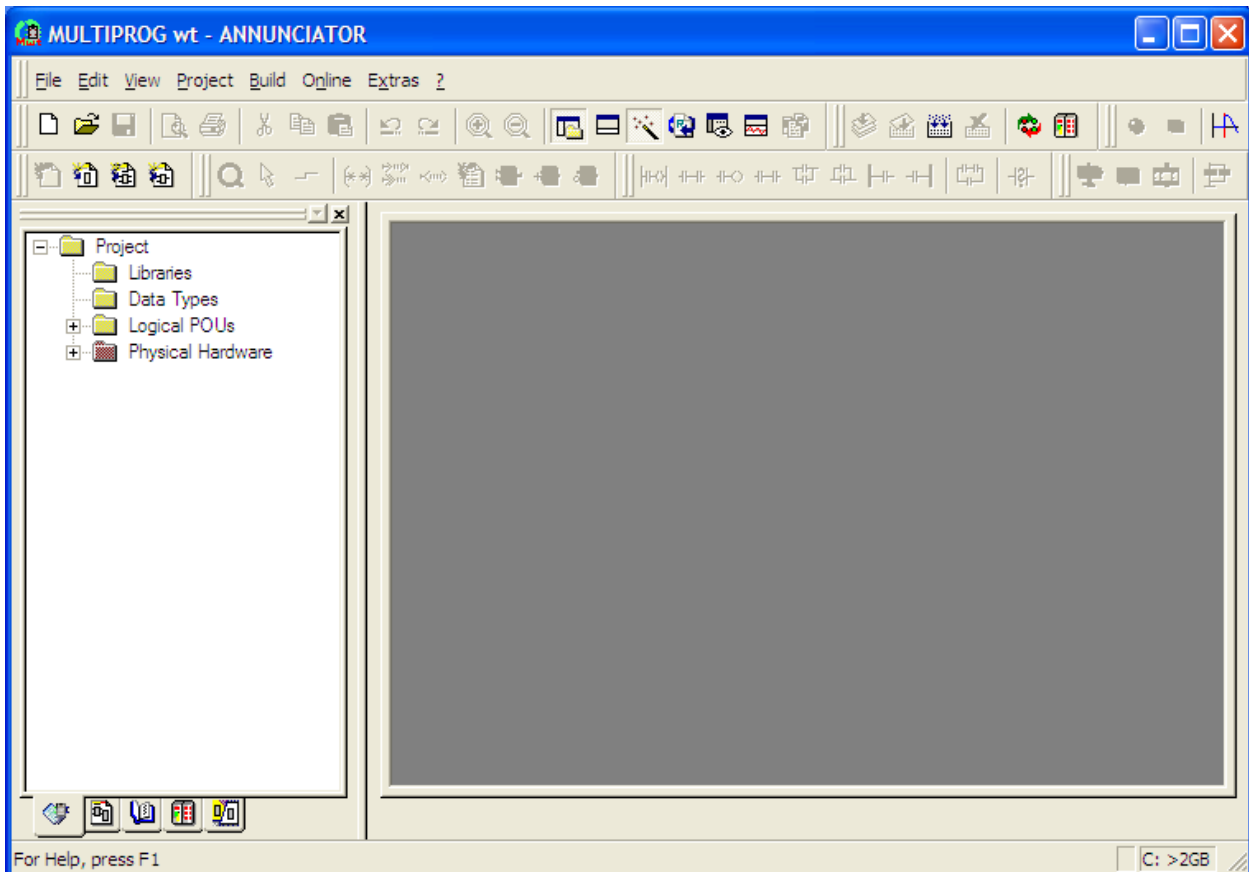 MULTIPROG wt - ANNUNCIATOR
File Edit View Project Build Online Extras ?
Project
Libraries
Data Types
Logical POUs
Physical Hardware
For Help, press F1
C: >2GB